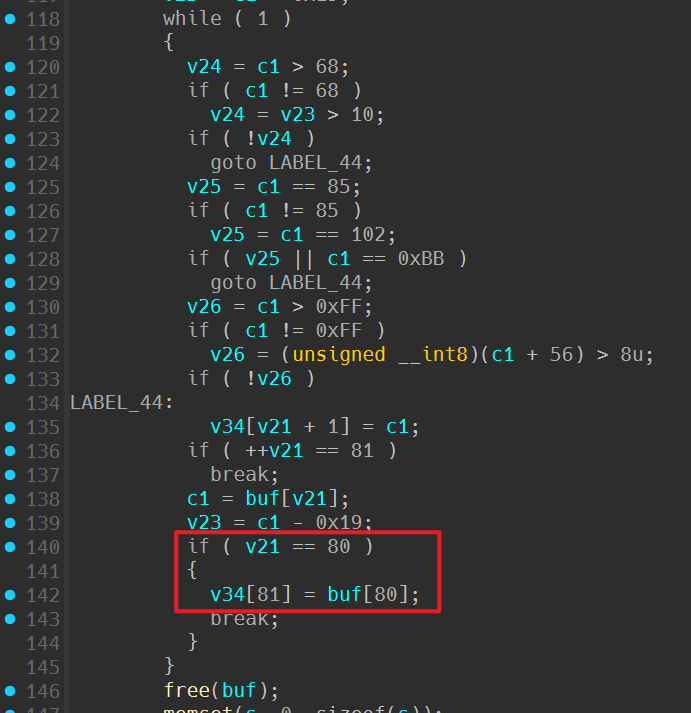 118 while ( 1 )
119 {
120 v24 = c1 > 68;
121 if ( c1 != 68 )
122 v24 = v23 > 10;
123 if ( !v24 )
124 goto LABEL_44;
125 v25 = c1 == 85;
126 if ( c1 != 85 )
127 v25 = c1 == 102;
128 if ( v25 || c1 == 0xBB )
129 goto LABEL_44;
130 v26 = c1 > 0xFF;
131 if ( c1 != 0xFF )
132 v26 = (unsigned __int8)(c1 + 56) > 8u;
133 if ( !v26 )
134 LABEL_44:
135 v34[v21 + 1] = c1;
136 if ( ++v21 == 81 )
137 break;
138 c1 = buf[v21];
139 v23 = c1 - 0x19;
140 if ( v21 == 80 )
141 {
142 v34[81] = buf[80];
143 break;
144 }
145 }
146 free(buf);